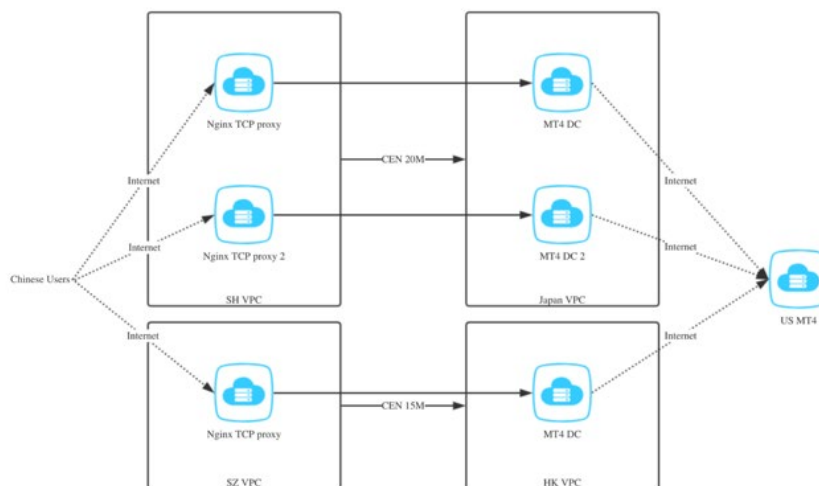 Nginx TCP proxy
MT4 DC
Internet
CEN 20M
Internet
Nginx TCP proxy 2
MT4 DC 2
Internet
Internet
Chinese Users
SH VPC
Japan VPC
US MT4
Internet
Internet
Nginx TCP proxy
CEN 15M
MT4 DC
SZ VPC
HK VPC